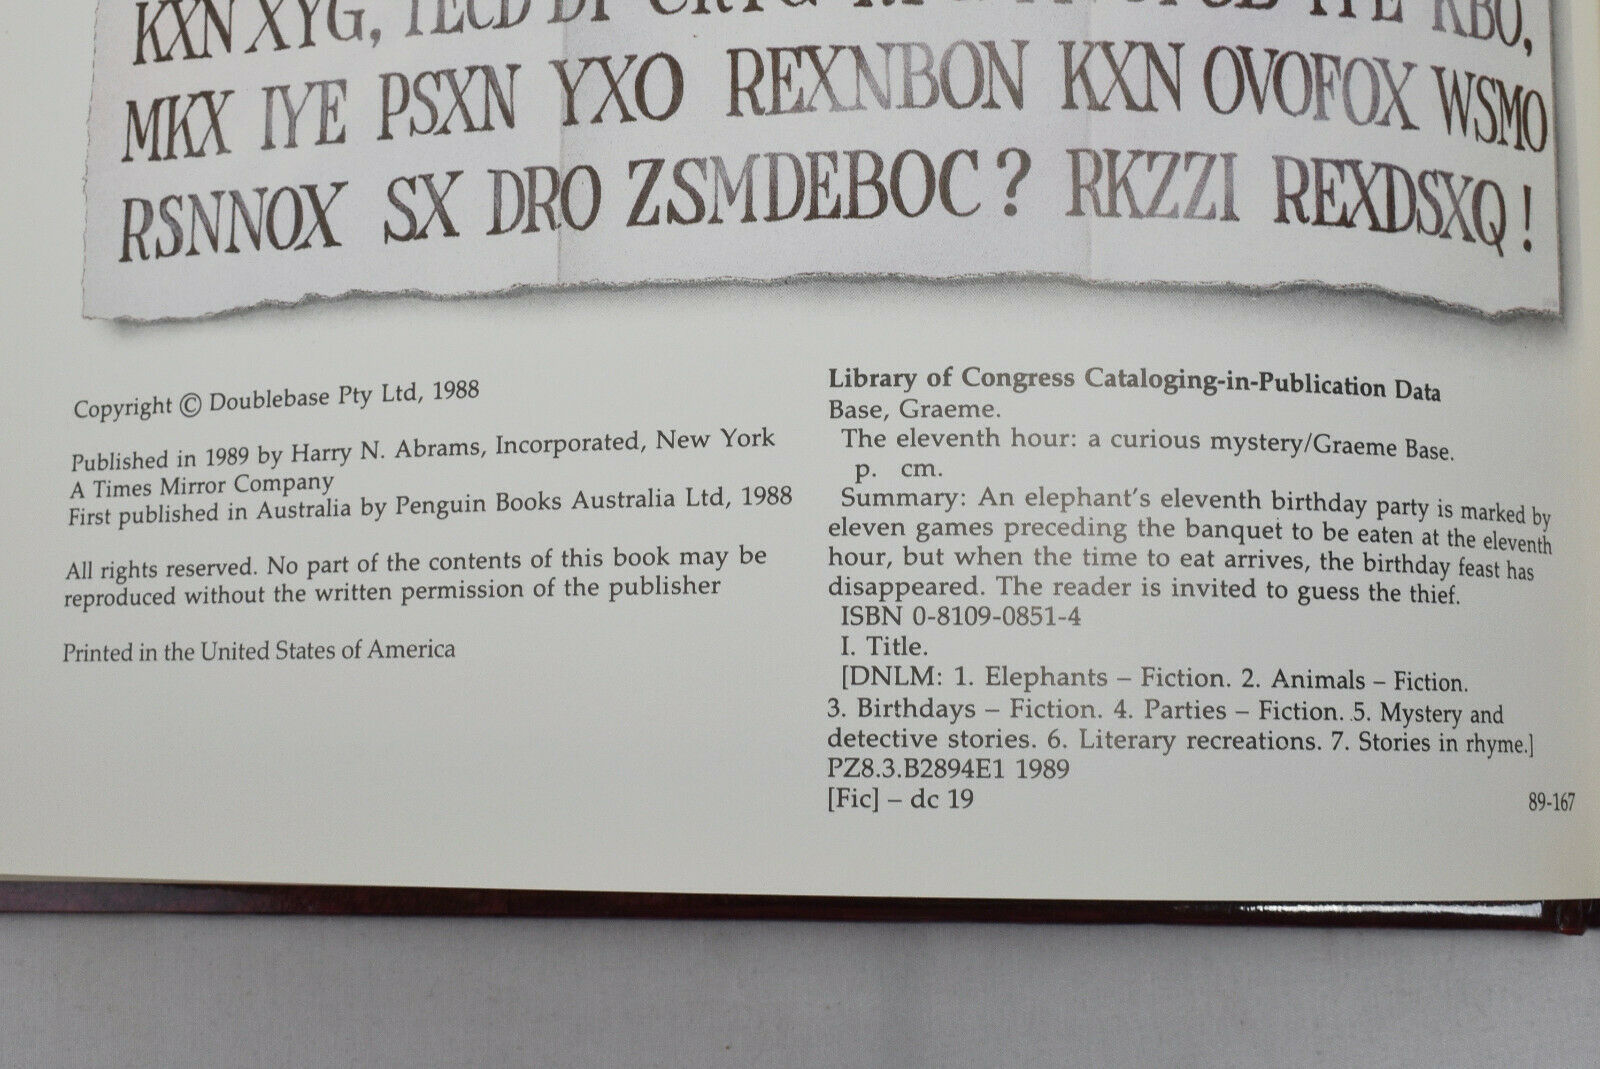 KXN XYG,
MKX IYE PSXN YXO REXNBON KXN OVOFOX WSMO
RSNNOX SX DRO ZSMDEBOC? RKZZI REXDSXQ!
Copyright © Doublebase Pty Ltd, 1988
Published in 1989 by Harry N. Abrams, Incorporated, New York
A Times Mirror Company
First published in Australia by Penguin Books Australia Ltd, 1988
All rights reserved. No part of the contents of this book may be
reproduced without the written permission of the publisher
Printed in the United States of America
Library of Congress Cataloging-in-Publication Data
Base, Graeme.
The eleventh hour: a curious mystery/Graeme Base.
p. cm.
Summary: An elephant's eleventh birthday party is marked by
eleven games preceding the banquet to be eaten at the eleventh
hour, but when the time to eat arrives, the birthday feast has
disappeared. The reader is invited to guess the thief.
ISBN 0-8109-0851-4
I. Title.
[DNLM: 1. Elephants – Fiction. 2. Animals – Fiction.
3. Birthdays – Fiction. 4. Parties – Fiction. 5. Mystery and
detective stories. 6. Literary recreations. 7. Stories in rhyme.]
PZ8.3.B2894E1 1989
[Fic] – dc 19
89-167